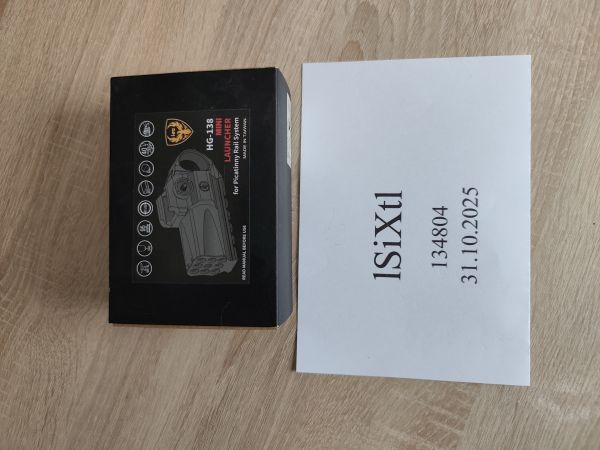 HG-138
MINI
LAUNCHER
for Picatinny Rail System
MADE IN TAIWAN
READ MANUAL BEFORE USE
lSiXtl
134804
31.10.2025